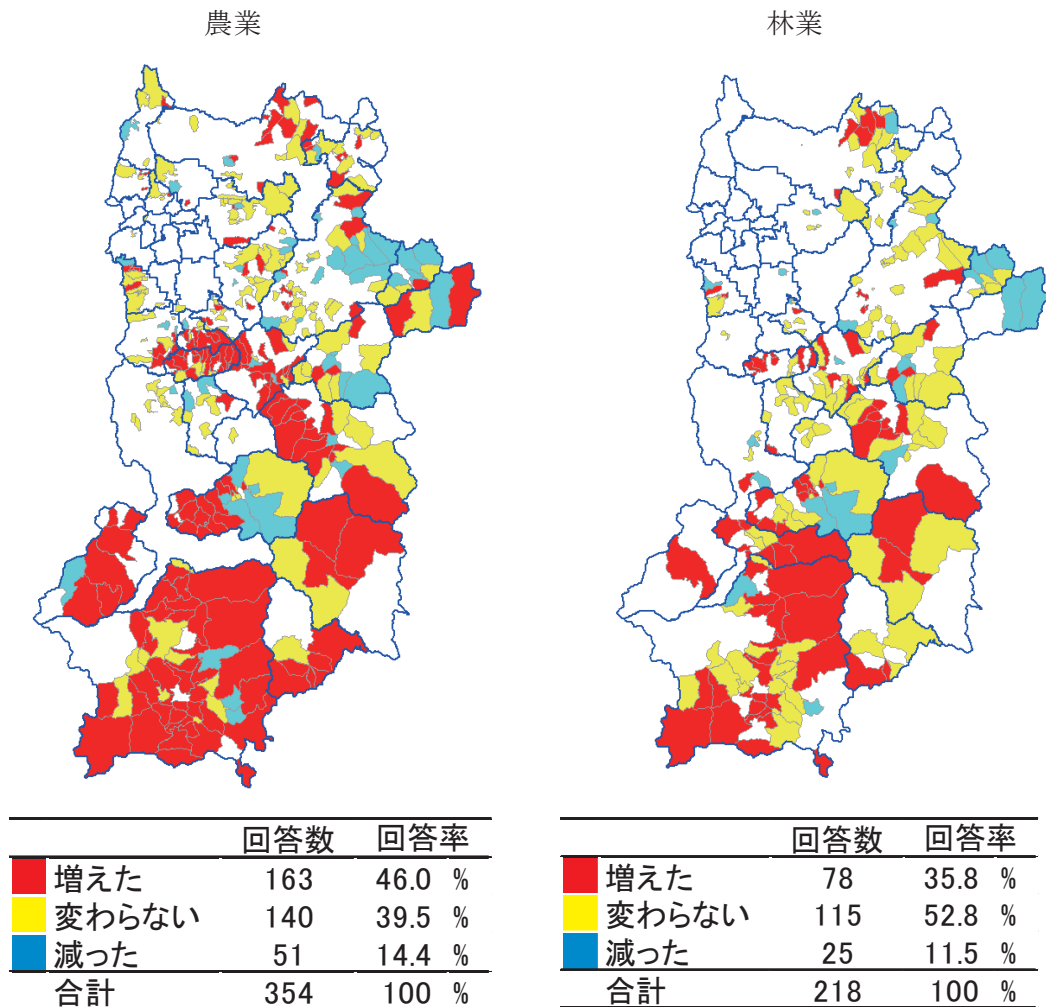 農業
林業
回答数 回答率
増えた 163 46.0 %
変わらない 140 39.5 %
減った 51 14.4 %
合計 354 100 %
回答数 回答率
増えた 78 35.8 %
変わらない 115 52.8 %
減った 25 11.5 %
合計 218 100 %